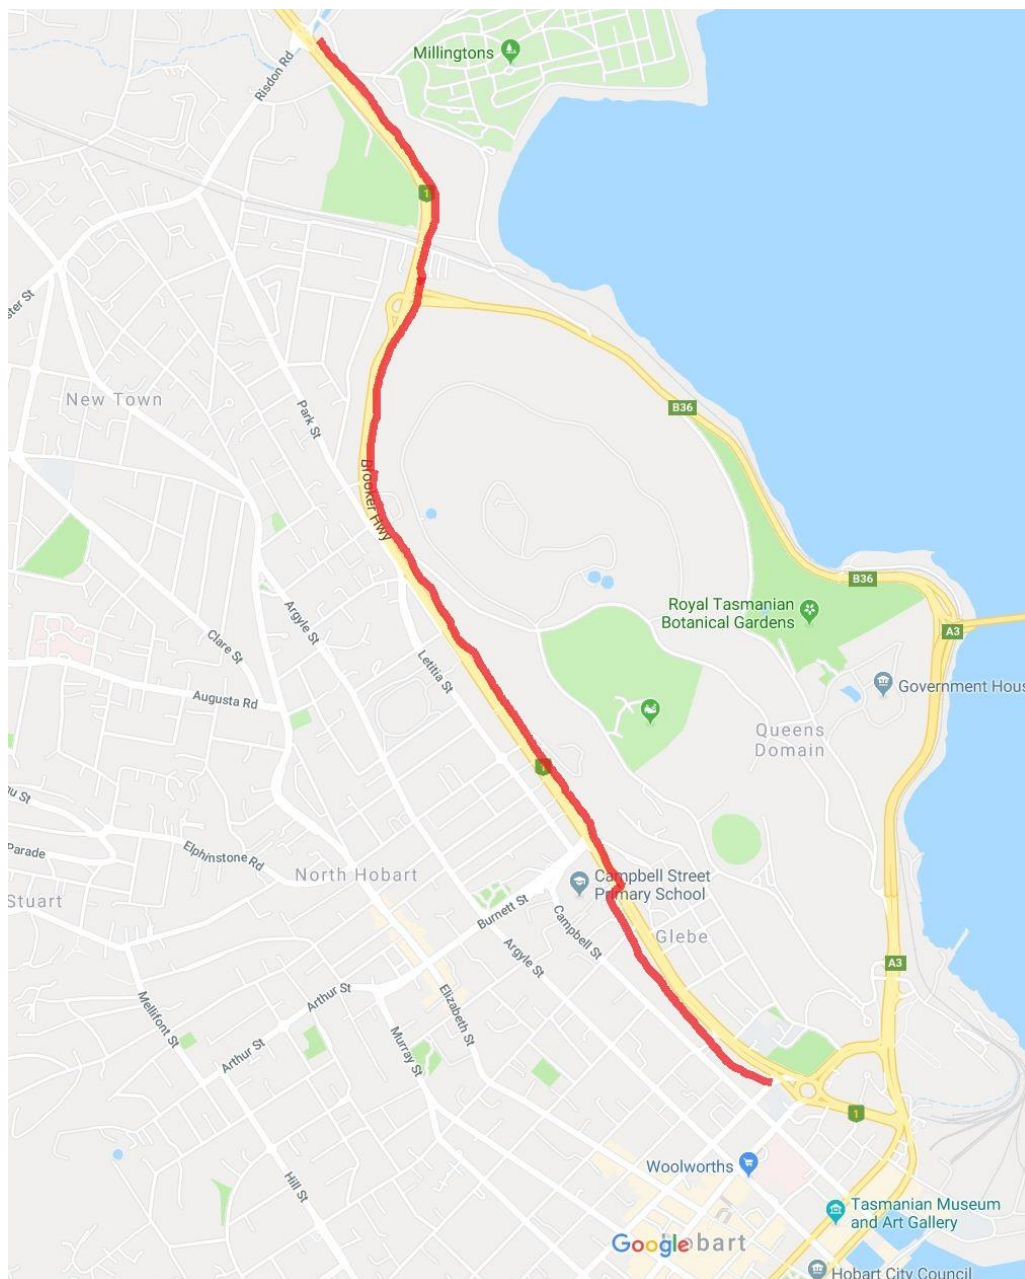 Millingtons
Risdon Rd
1
ster St
New Town
Park St
B36
Brooker Hwy
B36
Royal Tasmanian
Botanical Gardens
A3
Argyle St
Clare St
Letitia St
Augusta Rd
Government Hous
Queens
Domain
u St
Parade
Elphinstone Rd
North Hobart
Campbell Street
Primary School
Stuart
Burnett St
Campbell St
Glebe
Argyle St
A3
Mellifont St
Arthur St
Elizabeth St
Murray St
Arthur St
1
Woolworths
Hill St
Tasmanian Museum
and Art Gallery
Google
bart
Hobart City Council